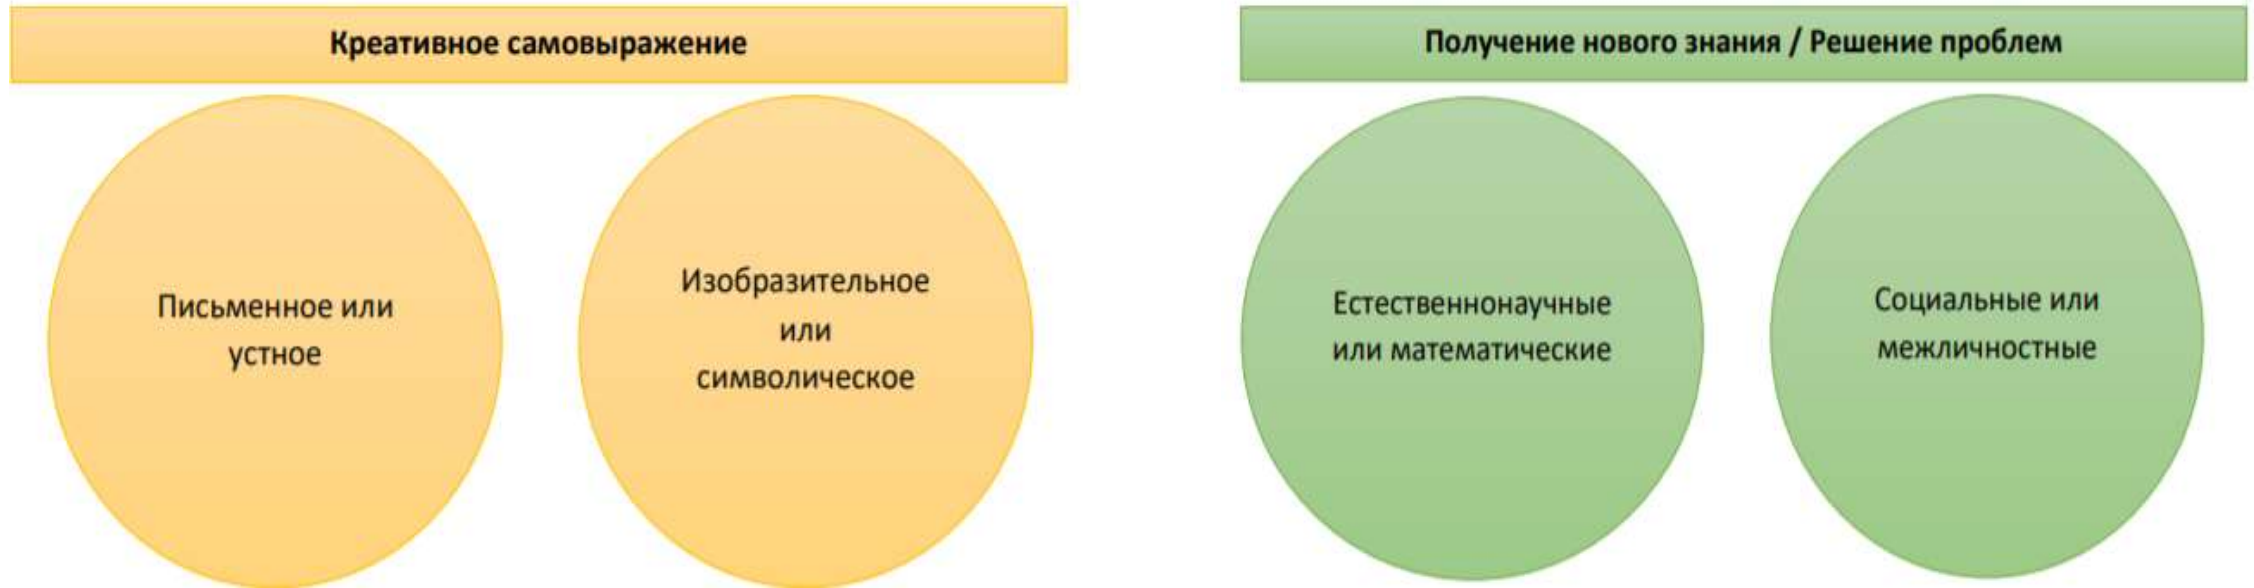 Креативное самовыражение
Получение нового знания / Решение проблем
Письменное или
устное
Изобразительное
или
символическое
Естественнонаучные
или математические
Социальные или
межличностные